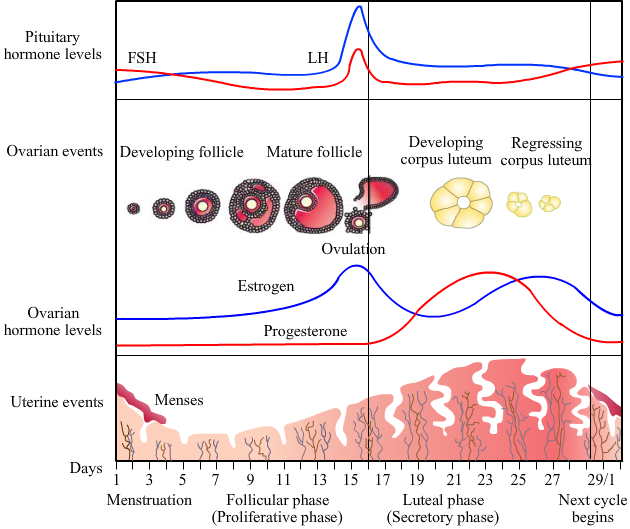 Pituitary
hormone levels
FSH
LH
Ovarian events
Developing follicle
Mature follicle
Developing
corpus luteum
Regressing
corpus luteum
Ovulation
Estrogen
Ovarian
hormone levels
Progesterone
Uterine events
Menses
Days
1 3 5 7 9 11 13 15 17 19 21 23 25 27 29/1
Menstruation
Follicular phase
(Proliferative phase)
Luteal phase
(Secretory phase)
Next cycle
begins